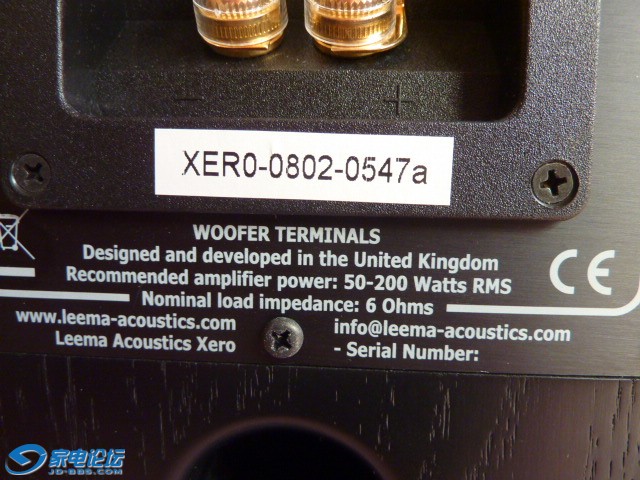 − +
XER0-0802-0547a
WOOFER TERMINALS
Designed and developed in the United Kingdom
Recommended amplifier power: 50-200 Watts RMS
Nominal load impedance: 6 Ohms
CE
www.leema-acoustics.com info@leema-acoustics.com
Leema Acoustics Xero - Serial Number:
家电论坛
JD-BBS.COM